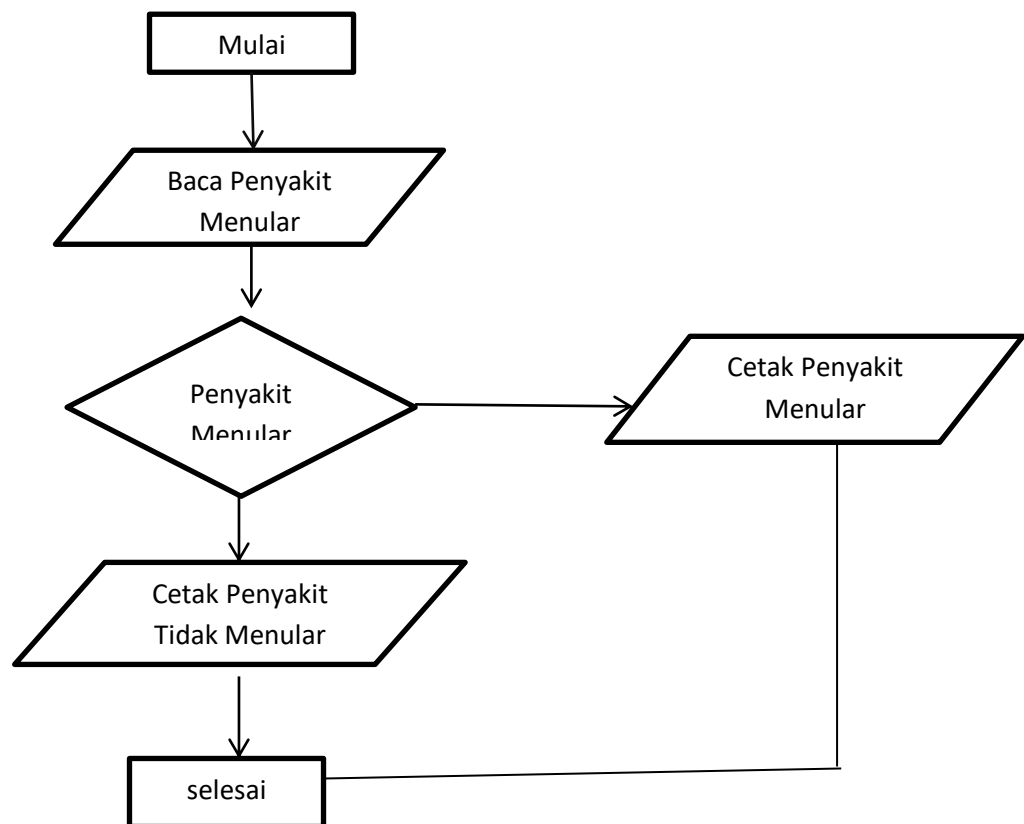 Mulai
Baca Penyakit
Menular
Penyakit
Menular
Cetak Penyakit
Menular
Cetak Penyakit
Tidak Menular
selesai